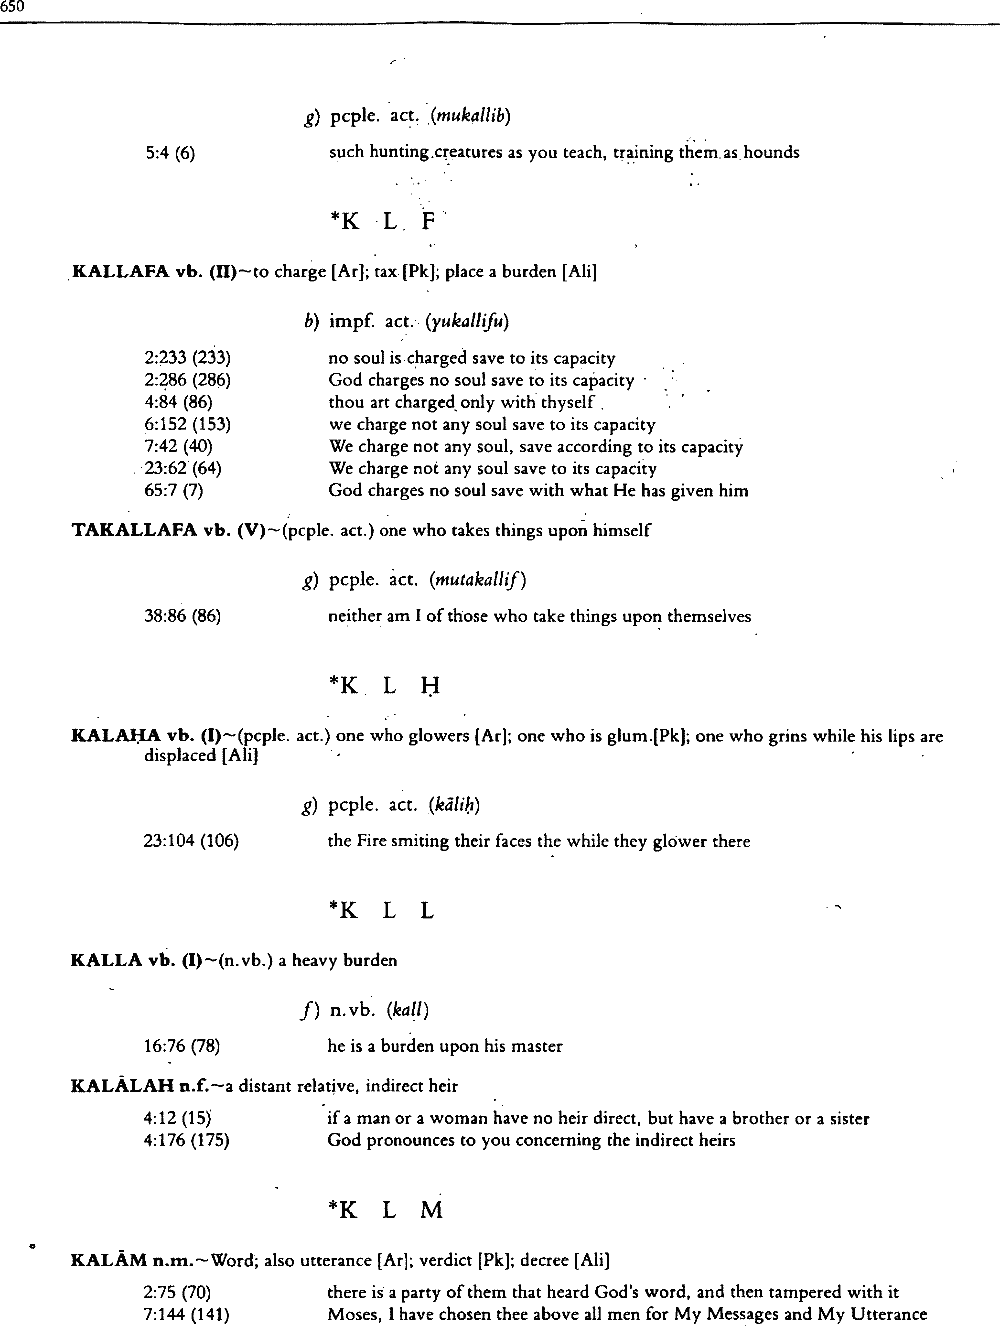 650
g) pcple. act. (mukallib)
5:4 (6) such hunting creatures as you teach, training them as hounds
*K L F
KALLAFA vb. (II)~to charge [Ar]; tax [Pk]; place a burden [Ali]
b) impf. act. (yukallifu)
2:233 (233) no soul is charged save to its capacity
2:286 (286) God charges no soul save to its capacity
4:84 (86) thou art charged only with thyself
6:152 (153) we charge not any soul save to its capacity
7:42 (40) We charge not any soul, save according to its capacity
23:62 (64) We charge not any soul save to its capacity
65:7 (7) God charges no soul save with what He has given him
TAKALLAFA vb. (V)~(pcple. act.) one who takes things upon himself
g) pcple. act. (mutakallif)
38:86 (86) neither am I of those who take things upon themselves
*K L Ḥ
KALAḤA vb. (I)~(pcple. act.) one who glowers [Ar]; one who is glum [Pk]; one who grins while his lips are
displaced [Ali]
g) pcple. act. (kāliḥ)
23:104 (106) the Fire smiting their faces the while they glower there
*K L L
KALLA vb. (I)~(n.vb.) a heavy burden
f) n.vb. (kall)
16:76 (78) he is a burden upon his master
KALĀLAH n.f.~a distant relative, indirect heir
4:12 (15) if a man or a woman have no heir direct, but have a brother or a sister
4:176 (175) God pronounces to you concerning the indirect heirs
*K L M
KALĀM n.m.~Word; also utterance [Ar]; verdict [Pk]; decree [Ali]
2:75 (70) there is a party of them that heard God's word, and then tampered with it
7:144 (141) Moses, I have chosen thee above all men for My Messages and My Utterance